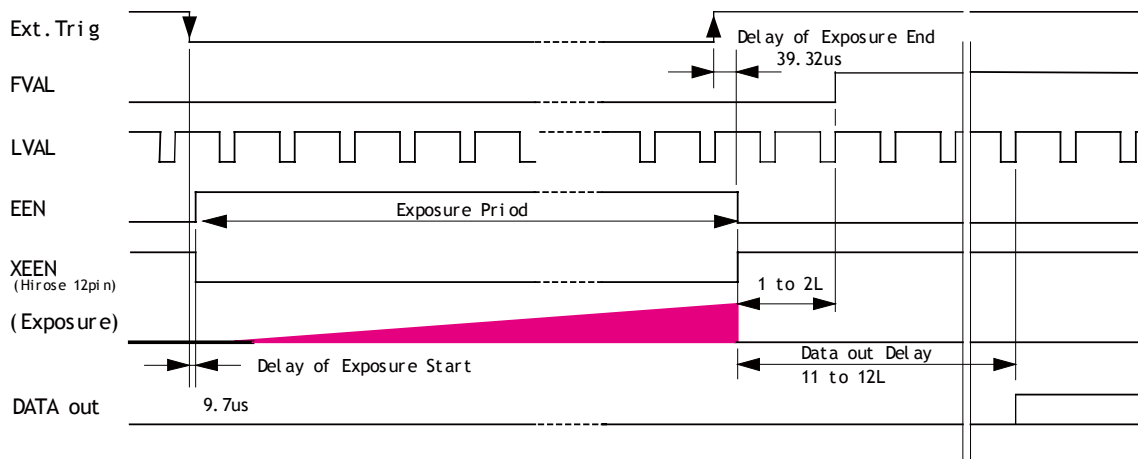 Ext.Trig
Delay of Exposure End
39.32us
FVAL
LVAL
EEN
Exposure Priod
XEEN
(Hirose 12pin)
1 to 2L
(Exposure)
Delay of Exposure Start
Data out Delay
11 to 12L
9.7us
DATA out